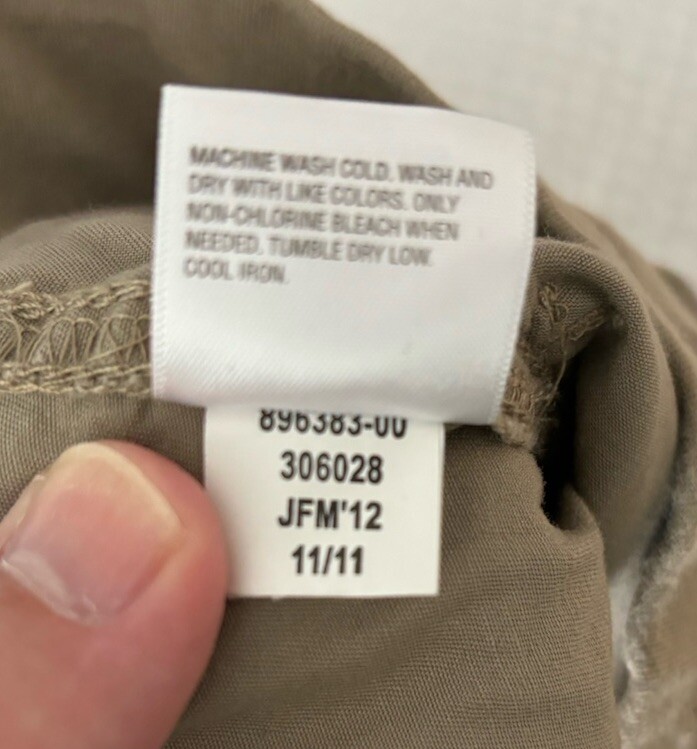 MACHINE WASH COLD. WASH AND
DRY WITH LIKE COLORS. ONLY
NON-CHLORINE BLEACH WHEN
NEEDED. TUMBLE DRY LOW.
COOL IRON.
896383-00
306028
JFM'12
11/11